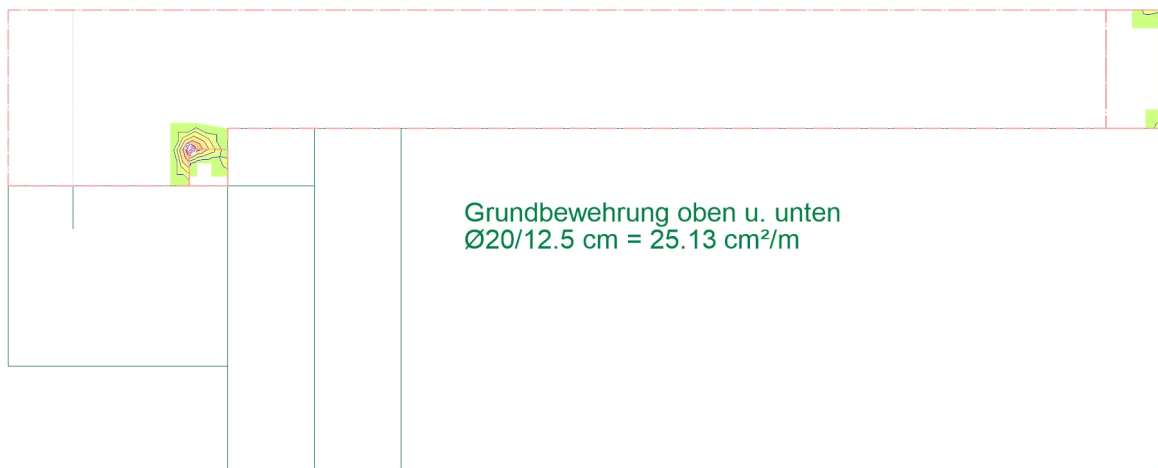 Grundbewehrung oben u. unten
Ø20/12.5 cm = 25.13 cm²/m